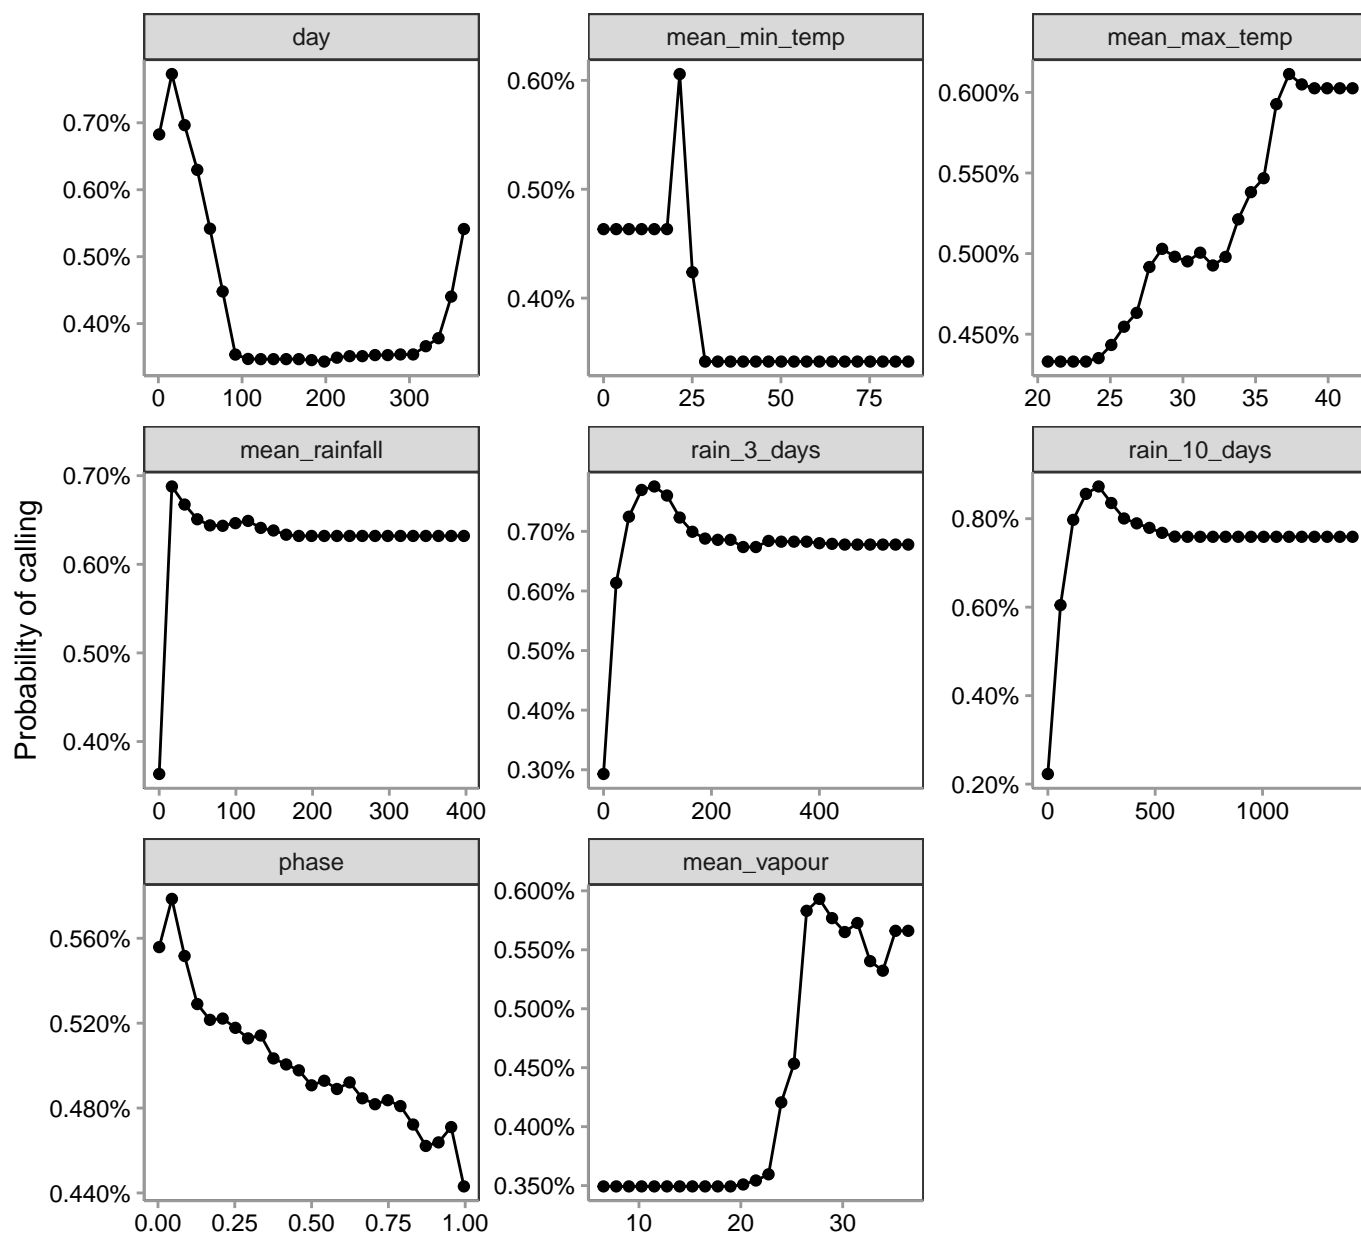 day
mean_min_temp
mean_max_temp
0.70%
0.60%
0.50%
0.40%
0 100 200 300
0.60%
0.50%
0.40%
0 25 50 75
0.600%
0.550%
0.500%
0.450%
20 25 30 35 40
mean_rainfall
rain_3_days
rain_10_days
Probability of calling
0.70%
0.60%
0.50%
0.40%
0 100 200 300 400
0.70%
0.60%
0.50%
0.40%
0.30%
0 200 400
0.80%
0.60%
0.40%
0.20%
0 500 1000
phase
mean_vapour
0.560%
0.520%
0.480%
0.440%
0.00 0.25 0.50 0.75 1.00
0.600%
0.550%
0.500%
0.450%
0.400%
0.350%
10 20 30